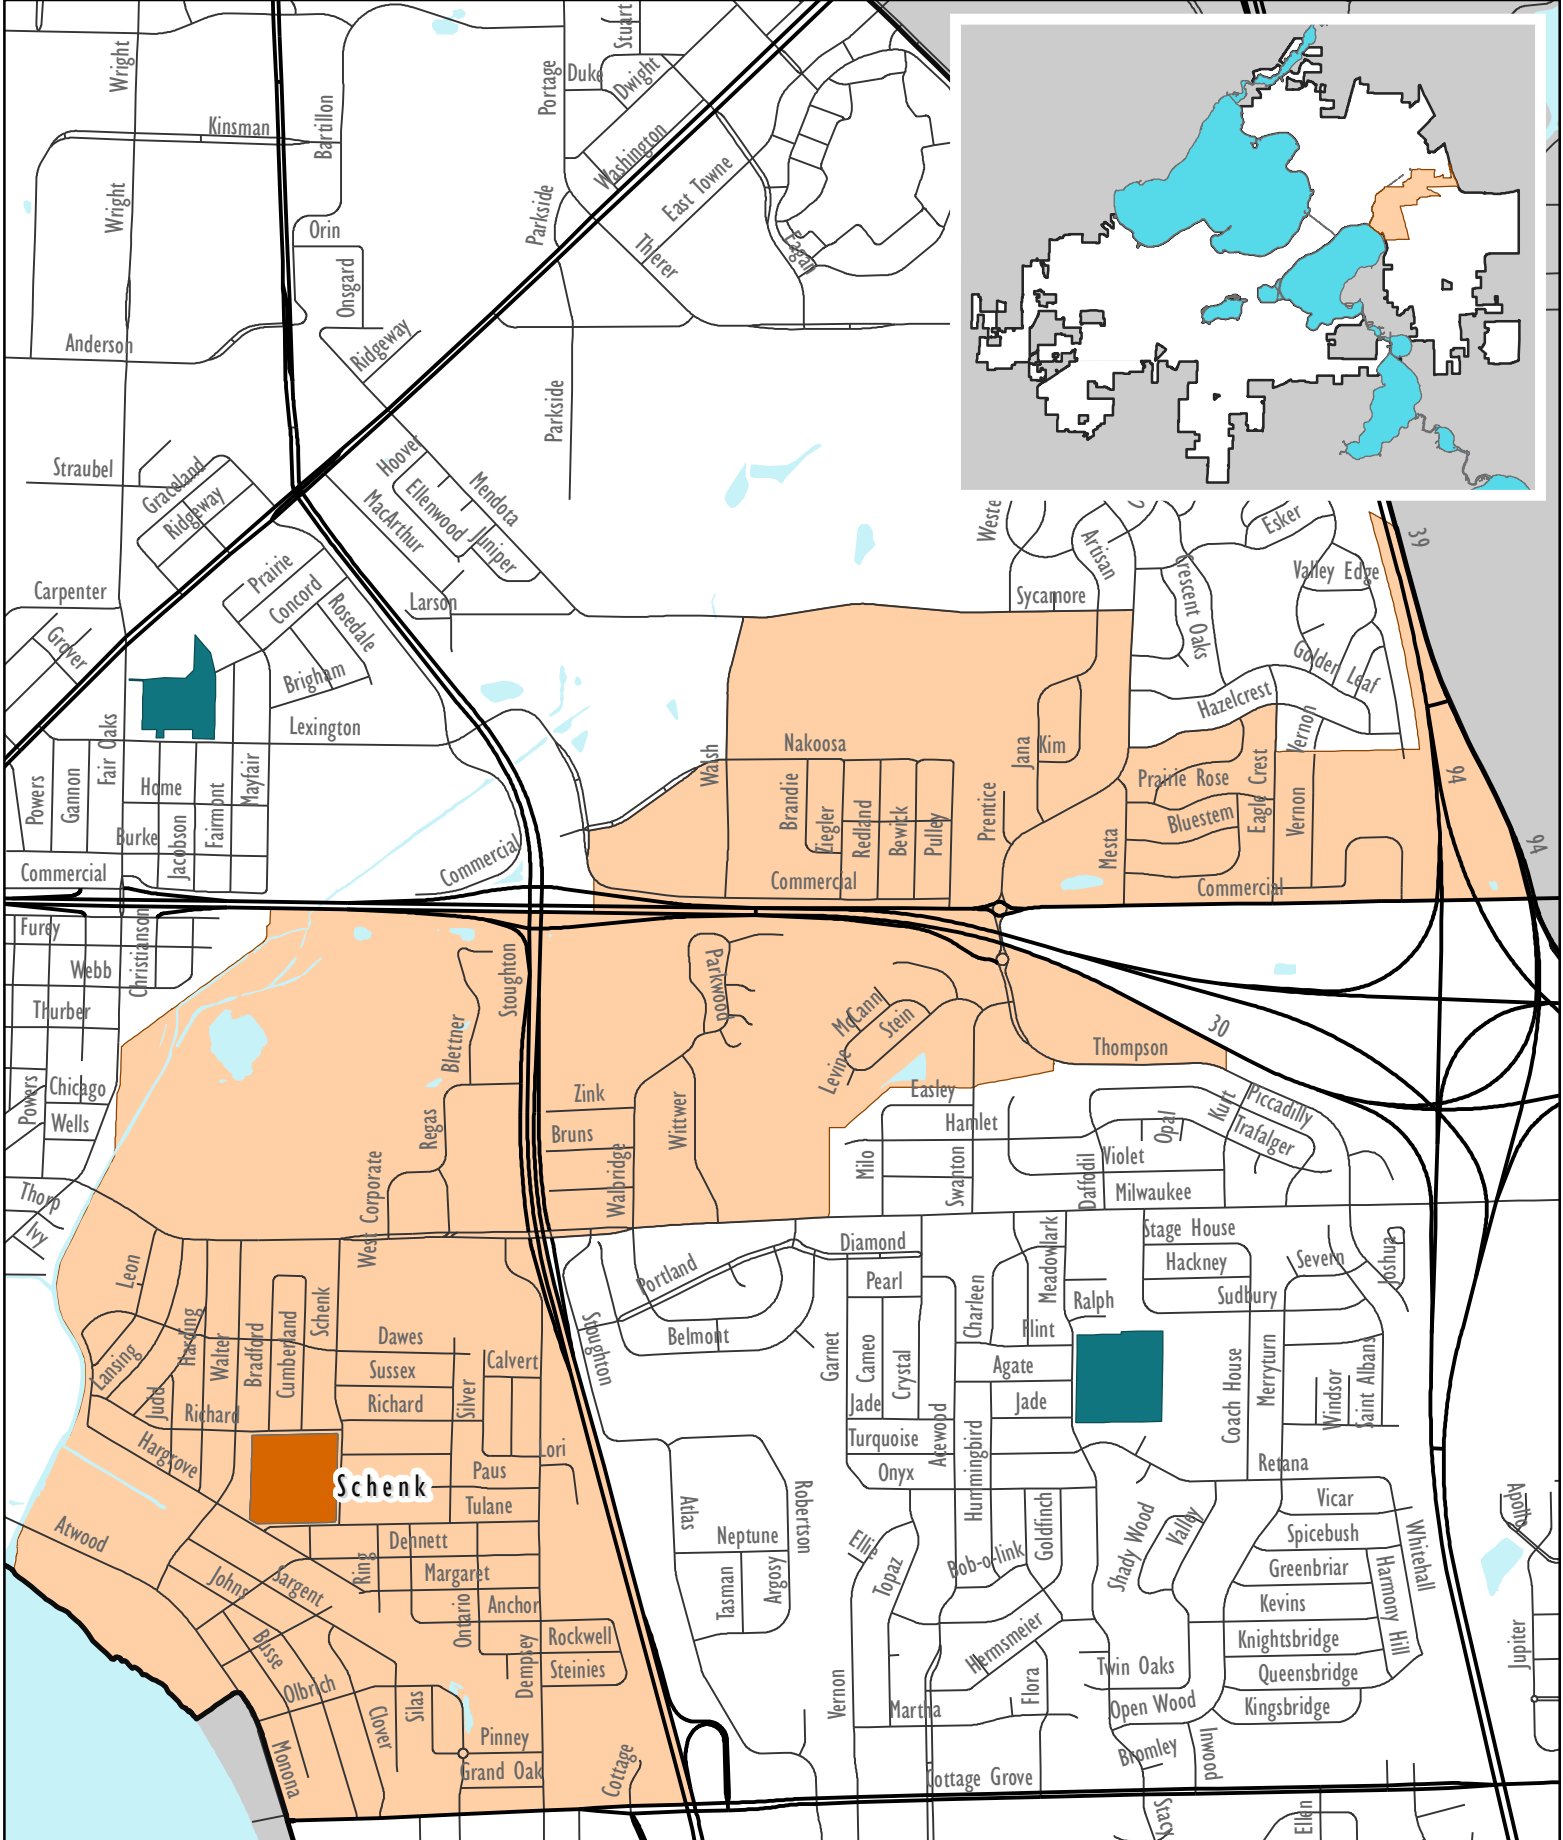 Wright
Kinsman
Bartillon
Wright
Orin
Onsgard
Anderson
Ridgeway
Portage
Stuart
Duke
Dwight
Washington
Parkside
East Towne
Thierer
Eagan
Parkside
Straubel
Graceland
Ridgeway
Hoover
Ellenwood
Mendota
MacArthur
Juniper
Larson
Carpenter
Grover
Prairie
Concord
Rosedale
Brigham
Lexington
Fair Oaks
Powers
Gannon
Home
Mayfair
Fairmont
Jacobson
Burke
Commercial
Commercial
Weste
Artisan
Esker
Sycamore
Crescent Oaks
Valley Edge
Golden Leaf
Hazelcrest
Vernon
39
94
94
Walsh
Nakoosa
Jana
Kim
Brandie
Ziegler
Redland
Bewick
Pulley
Prentice
Mesta
Prairie Rose
Bluestem
Eagle Crest
Vernon
Commercial
Commercial
Furey
Webb
Christianson
Thurber
Powers
Chicago
Wells
Thorp
Ivy
Stoughton
Blettner
Regas
West Corporate
Parkwood
Zink
Bruns
Walbridge
Wittwer
McCann
Stein
Levine
Thompson
30
Easley
Hamlet
Milo
Swanton
Daffodil
Violet
Opal
Kurt
Piccadilly
Trafalger
Milwaukee
Leon
Lansing
Harding
Walter
Bradford
Cumberland
Schenk
Dawes
Sussex
Richard
Judd
Richard
Hargrove
Silver
Calvert
Lori
Paus
Tulane
Schenk
Atwood
Dennett
Johns
Sargent
Ring
Margaret
Ontario
Anchor
Rockwell
Steinies
Dempsey
Busse
Olbrich
Clover
Silas
Monona
Pinney
Grand Oak
Cottage
Portland
Belmont
Stoughton
Diamond
Pearl
Garnet
Cameo
Crystal
Jade
Turquoise
Onyx
Acewood
Charleen
Meadowlark
Ralph
Flint
Agate
Jade
Hummingbird
Goldfinch
Stage House
Hackney
Sudbury
Severn
Joshua
Coach House
Merryturn
Windsor
Saint Albans
Retana
Vicar
Spicebush
Greenbriar
Kevins
Knightsbridge
Queensbridge
Kingsbridge
Whitehall
Harmony Hill
Atlas
Robertson
Neptune
Tasman
Argosy
Ellie
Topaz
Bob-o-link
Shady Wood
Valley
Hermsmeier
Flora
Vernon
Martha
Cottage Grove
Twin Oaks
Open Wood
Bromley
Inwood
Stacy
Ellen
Apollo
Jupiter